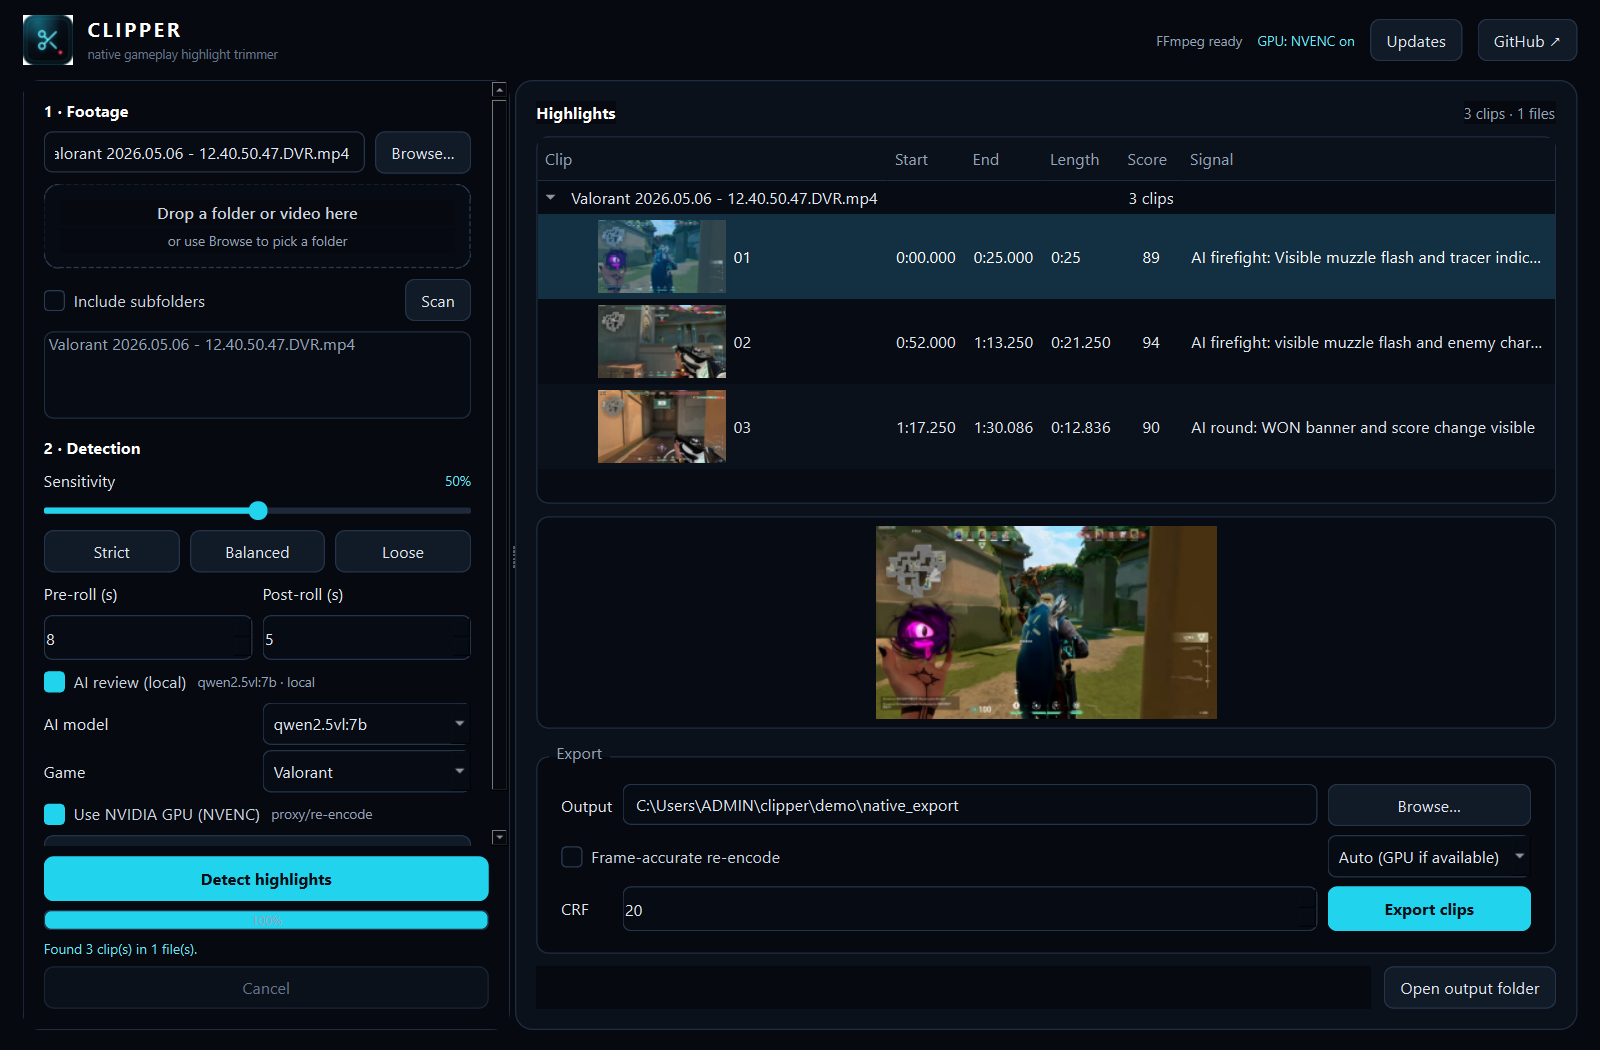 CLIPPER
native gameplay highlight trimmer
FFmpeg ready
GPU: NVENC on
Updates
GitHub ↗
1 · Footage
alorant 2026.05.06 - 12.40.50.47.DVR.mp4
Browse...
Drop a folder or video here
or use Browse to pick a folder
Include subfolders
Scan
Valorant 2026.05.06 - 12.40.50.47.DVR.mp4
2 · Detection
Sensitivity 50%
Strict
Balanced
Loose
Pre-roll (s) Post-roll (s)
8 5
AI review (local) qwen2.5vl:7b · local
AI model qwen2.5vl:7b
Game Valorant
Use NVIDIA GPU (NVENC) proxy/re-encode
Detect highlights
100%
Found 3 clip(s) in 1 file(s).
Cancel
Highlights 3 clips · 1 files
Clip Start End Length Score Signal
Valorant 2026.05.06 - 12.40.50.47.DVR.mp4 3 clips
01 0:00.000 0:25.000 0:25 89 AI firefight: Visible muzzle flash and tracer indic...
02 0:52.000 1:13.250 0:21.250 94 AI firefight: visible muzzle flash and enemy char...
03 1:17.250 1:30.086 0:12.836 90 AI round: WON banner and score change visible
100
Export
Output C:\Users\ADMIN\clipper\demo\native_export Browse...
Frame-accurate re-encode Auto (GPU if available)
CRF 20 Export clips
Open output folder